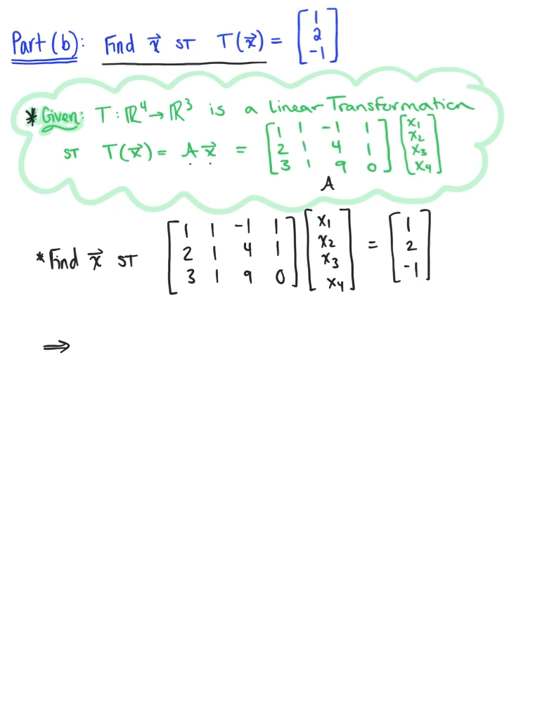 Part (b): Find x⃗ ST T(x⃗) = [1 2 -1]
* Given: T: ℝ⁴ → ℝ³ is a Linear Transformation
ST T(x⃗) = A x⃗ = [1 1 -1 1; 2 1 4 1; 3 1 9 0] [x₁ x₂ x₃ x₄]
A
* Find x⃗ ST [1 1 -1 1; 2 1 4 1; 3 1 9 0] [x₁ x₂ x₃ x₄] = [1 2 -1]
⇒